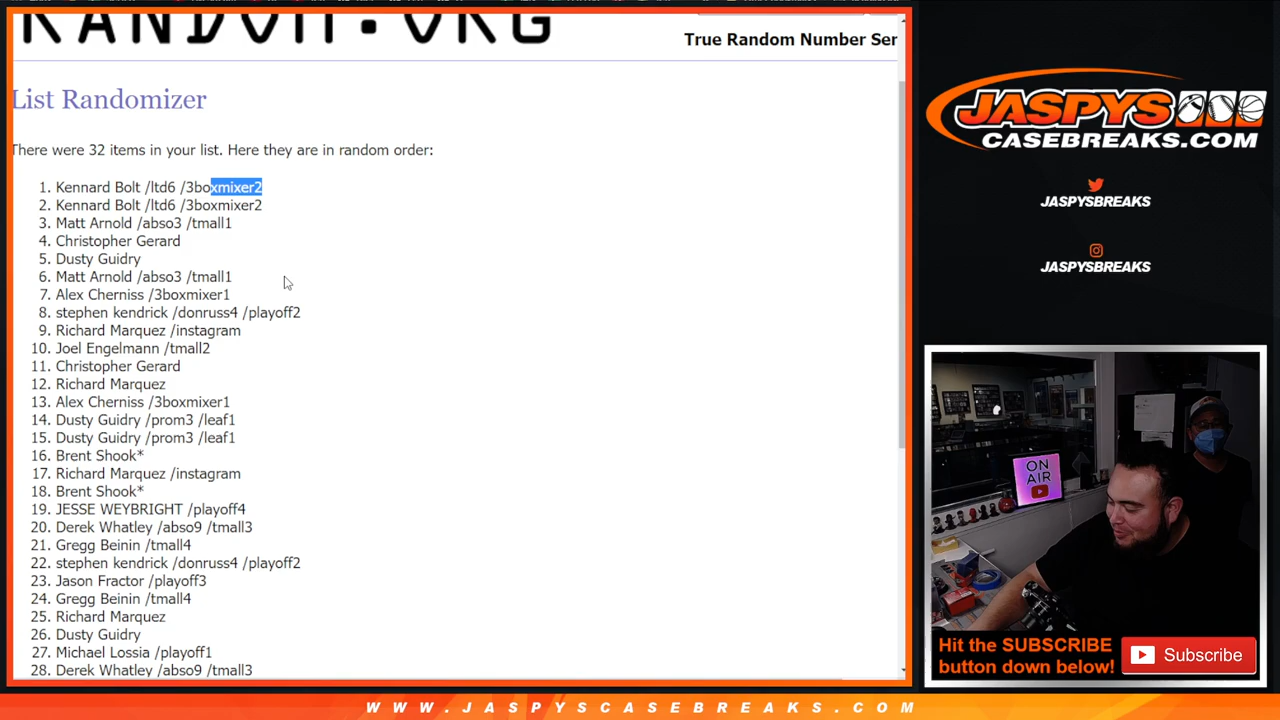 RANDOM.ORG
True Random Number Ser
List Randomizer
There were 32 items in your list. Here they are in random order:
1. Kennard Bolt /ltd6 /3boxmixer2
2. Kennard Bolt /ltd6 /3boxmixer2
3. Matt Arnold /abso3 /tmall1
4. Christopher Gerard
5. Dusty Guidry
6. Matt Arnold /abso3 /tmall1
7. Alex Cherniss /3boxmixer1
8. stephen kendrick /donruss4 /playoff2
9. Richard Marquez /instagram
10. Joel Engelmann /tmall2
11. Christopher Gerard
12. Richard Marquez
13. Alex Cherniss /3boxmixer1
14. Dusty Guidry /prom3 /leaf1
15. Dusty Guidry /prom3 /leaf1
16. Brent Shook*
17. Richard Marquez /instagram
18. Brent Shook*
19. JESSE WEYBRIGHT /playoff4
20. Derek Whatley /abso9 /tmall3
21. Gregg Beinin /tmall4
22. stephen kendrick /donruss4 /playoff2
23. Jason Fractor /playoff3
24. Gregg Beinin /tmall4
25. Richard Marquez
26. Dusty Guidry
27. Michael Lossia /playoff1
28. Derek Whatley /abso9 /tmall3
JASPYS
CASEBREAKS.COM
JASPYSBREAKS
JASPYSBREAKS
ON
AIR
Hit the SUBSCRIBE
button down below!
Subscribe
WWW.JASPYSCASEBREAKS.COM